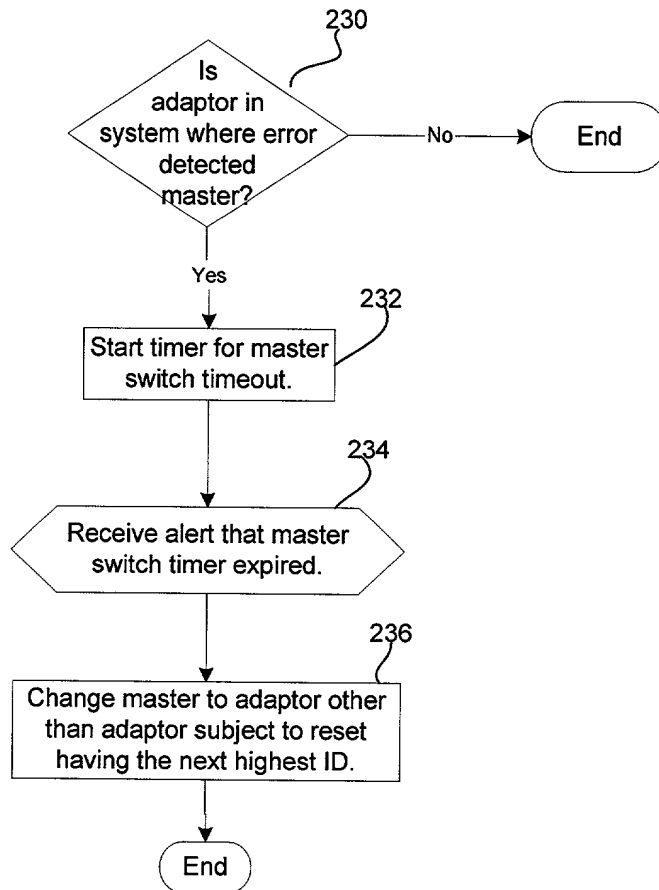 230
Is
adaptor in
system where error
detected
master?
No
End
Yes
232
Start timer for master
switch timeout.
234
Receive alert that master
switch timer expired.
236
Change master to adaptor other
than adaptor subject to reset
having the next highest ID.
End